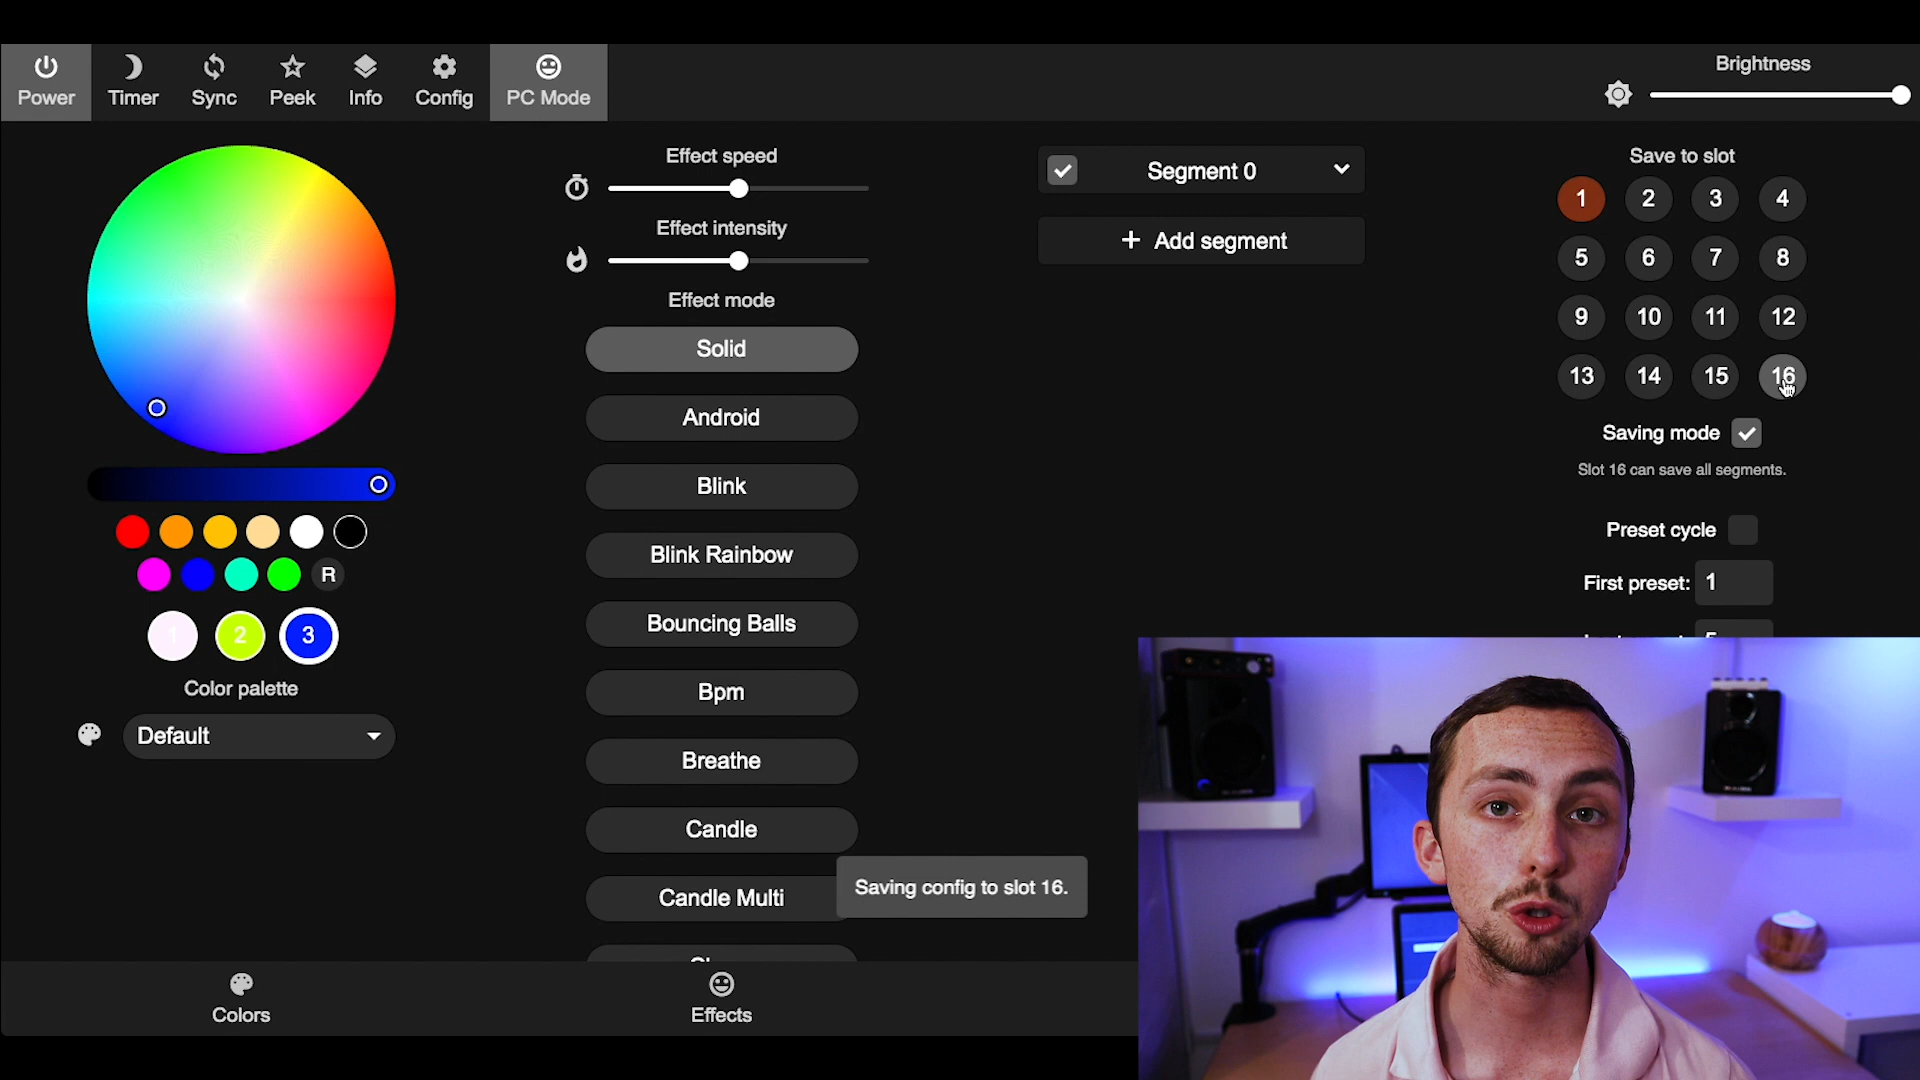 Power
Timer
Sync
Peek
Info
Config
PC Mode
Brightness
Effect speed
Effect intensity
Effect mode
Solid
Android
Blink
Blink Rainbow
Bouncing Balls
Bpm
Breathe
Candle
Candle Multi
Segment 0
+ Add segment
Save to slot
1 2 3 4
5 6 7 8
9 10 11 12
13 14 15 16
Saving mode
Slot 16 can save all segments.
Preset cycle
First preset: 1
R
1 2 3
Color palette
Default
Saving config to slot 16.
Colors
Effects